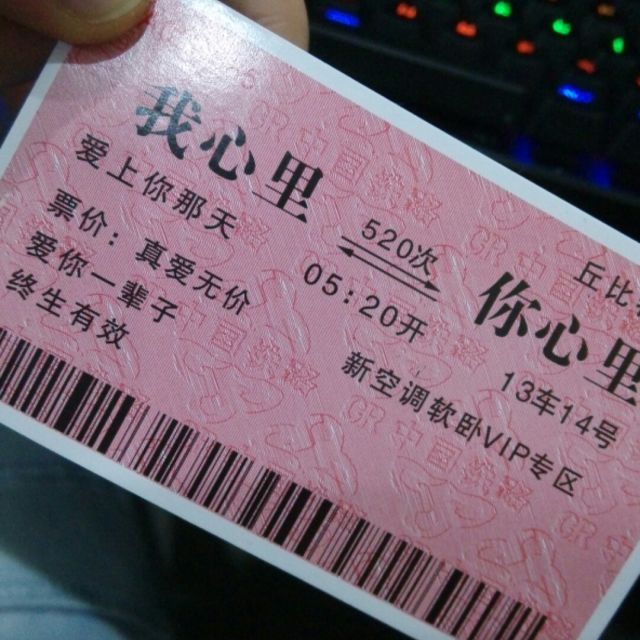 丘比
我心里
520次
你心里
爱上你那天
05:20开
13车14号
票价：真爱无价
新空调软卧VIP专区
爱你一辈子
终生有效